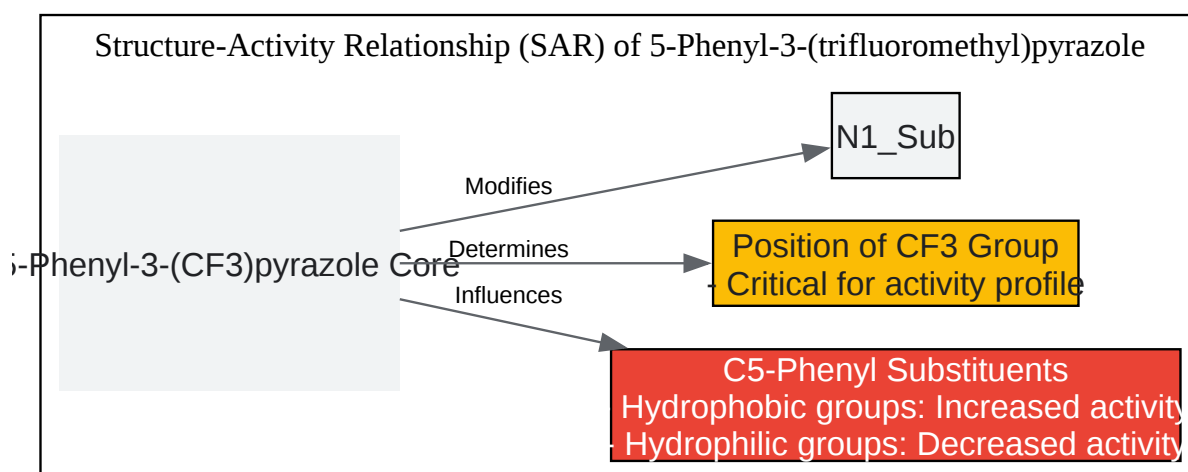 Structure-Activity Relationship (SAR) of 5-Phenyl-3-(trifluoromethyl)pyrazole
N1_Sub
Modifies
5-Phenyl-3-(CF3)pyrazole Core
Determines
Position of CF3 Group
- Critical for activity profile
Influences
C5-Phenyl Substituents
Hydrophobic groups: Increased activity
- Hydrophilic groups: Decreased activity